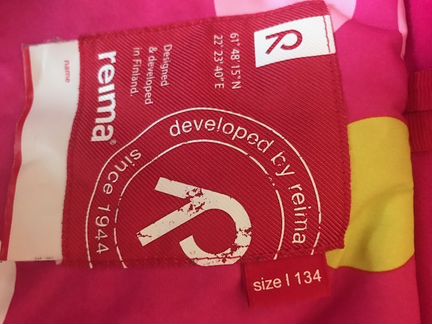 name
reima®
Designed
& developed
in Finland.
61° 48'15"N
22° 23'40"E
developed by reima
since 1944
size | 134